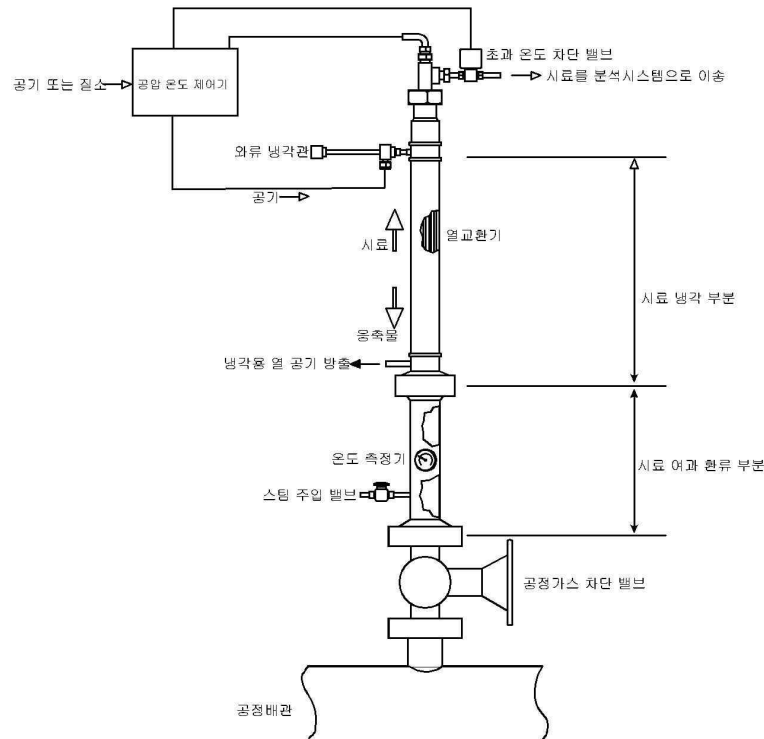 초과 온도 차단 밸브
시료를 분석시스템으로 이송
공기 또는 질소
공압 온도 제어기
와류 냉각관
공기
시료
열교환기
시료 냉각 부분
응축물
냉각용 열 공기 방출
온도 측정기
시료 여과 환류 부분
스팀 주입 밸브
공정가스 차단 밸브
공정배관